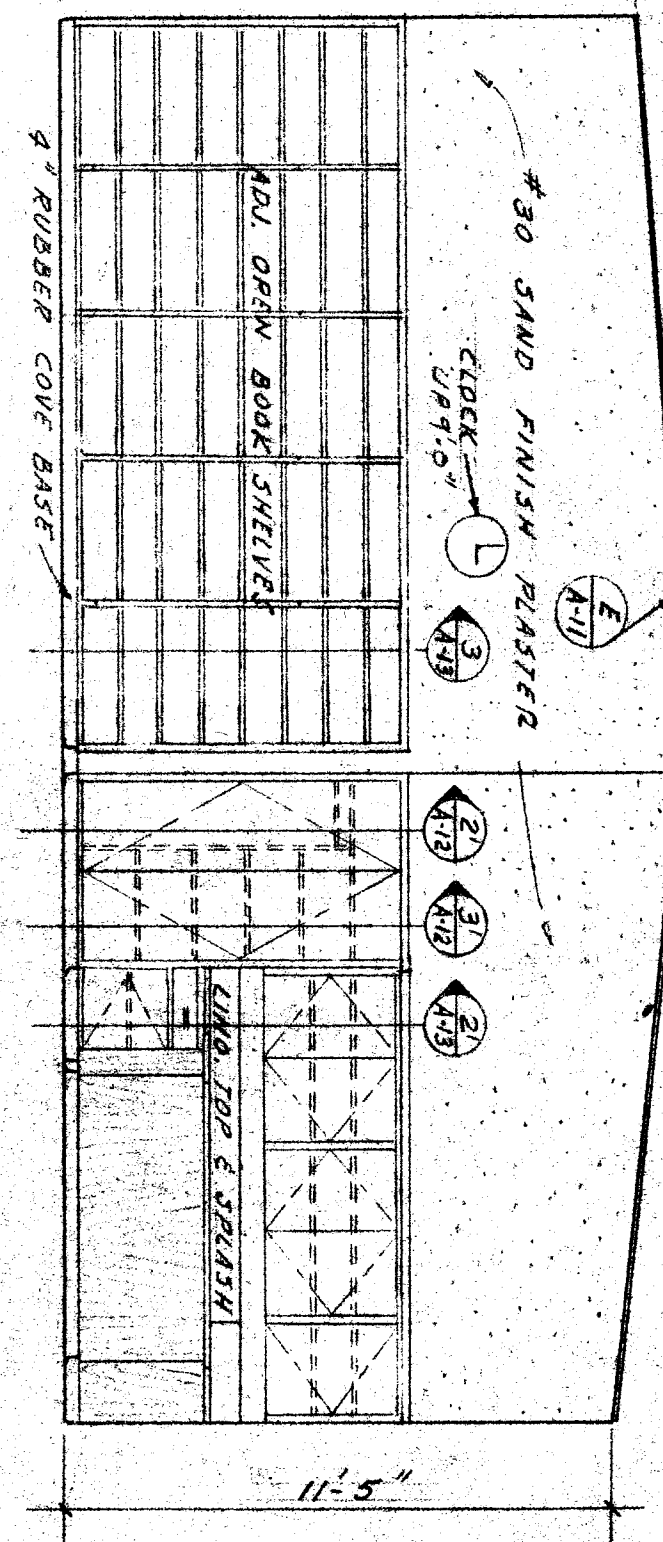 #30 SAND FINISH PLASTER
E
A-11
CLOCK
UP 9'-0"
3
A-13
2'
A-12
3'
A-12
2'
A-13
ADJ. OPEN BOOK SHELVES
LINO. TOP & SPLASH
4" RUBBER COVE BASE
11'-5"